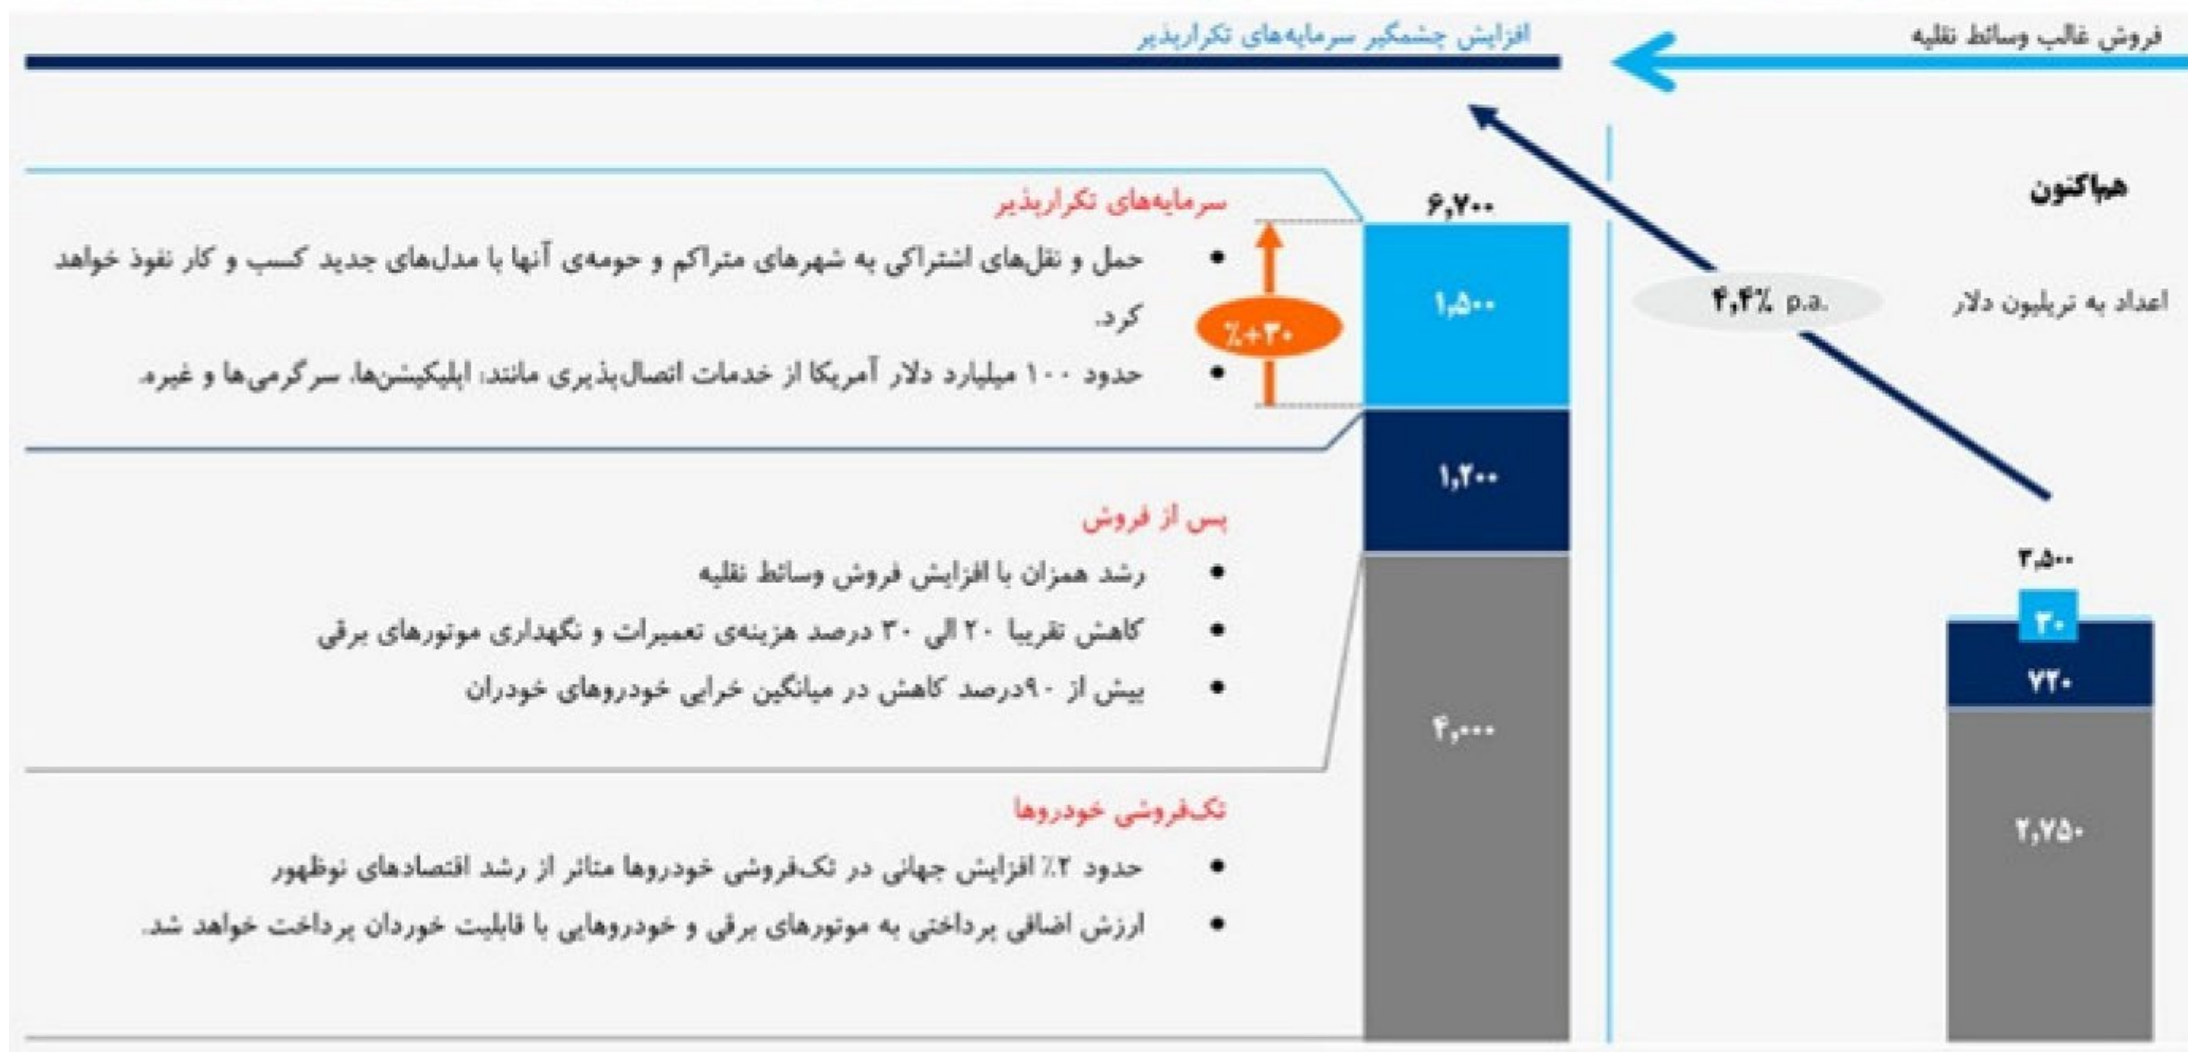 فروش غالب وسائط نقلیه
افزایش چشمگیر سرمایه‌های تکرارپذیر
هم‌اکنون
اعداد به تریلیون دلار
۴,۴٪ p.a.
۳,۵۰۰
۳۰
۷۲۰
۲,۷۵۰
۶,۷۰۰
۱,۵۰۰
۱,۲۰۰
۴,۰۰۰
٪+۳۰
سرمایه‌های تکرارپذیر
• حمل و نقل‌های اشتراکی به شهرهای متراکم و حومه‌ی آنها با مدل‌های جدید کسب و کار نفوذ خواهد
کرد.
• حدود ۱۰۰ میلیارد دلار آمریکا از خدمات اتصال‌پذیری مانند: اپلیکیشن‌ها، سرگرمی‌ها و غیره.
پس از فروش
• رشد همزان با افزایش فروش وسائط نقلیه
• کاهش تقریبا ۲۰ الی ۳۰ درصد هزینه‌ی تعمیرات و نگهداری موتورهای برقی
• بیش از ۹۰درصد کاهش در میانگین خرابی خودروهای خودران
تک‌فروشی خودروها
• حدود ۲٪ افزایش جهانی در تک‌فروشی خودروها متاثر از رشد اقتصادهای نوظهور
• ارزش اضافی پرداختی به موتورهای برقی و خودروهایی با قابلیت خوردان پرداخت خواهد شد.